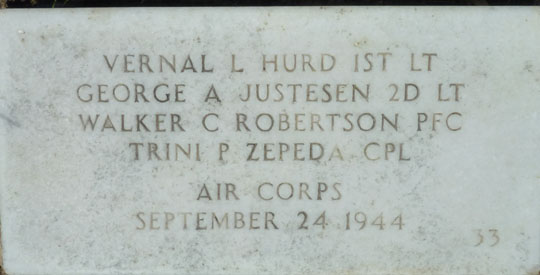 VERNAL L HURD 1ST LT
GEORGE A JUSTESEN 2D LT
WALKER C ROBERTSON PFC
TRINI P ZEPEDA CPL
AIR CORPS
SEPTEMBER 24 1944
33